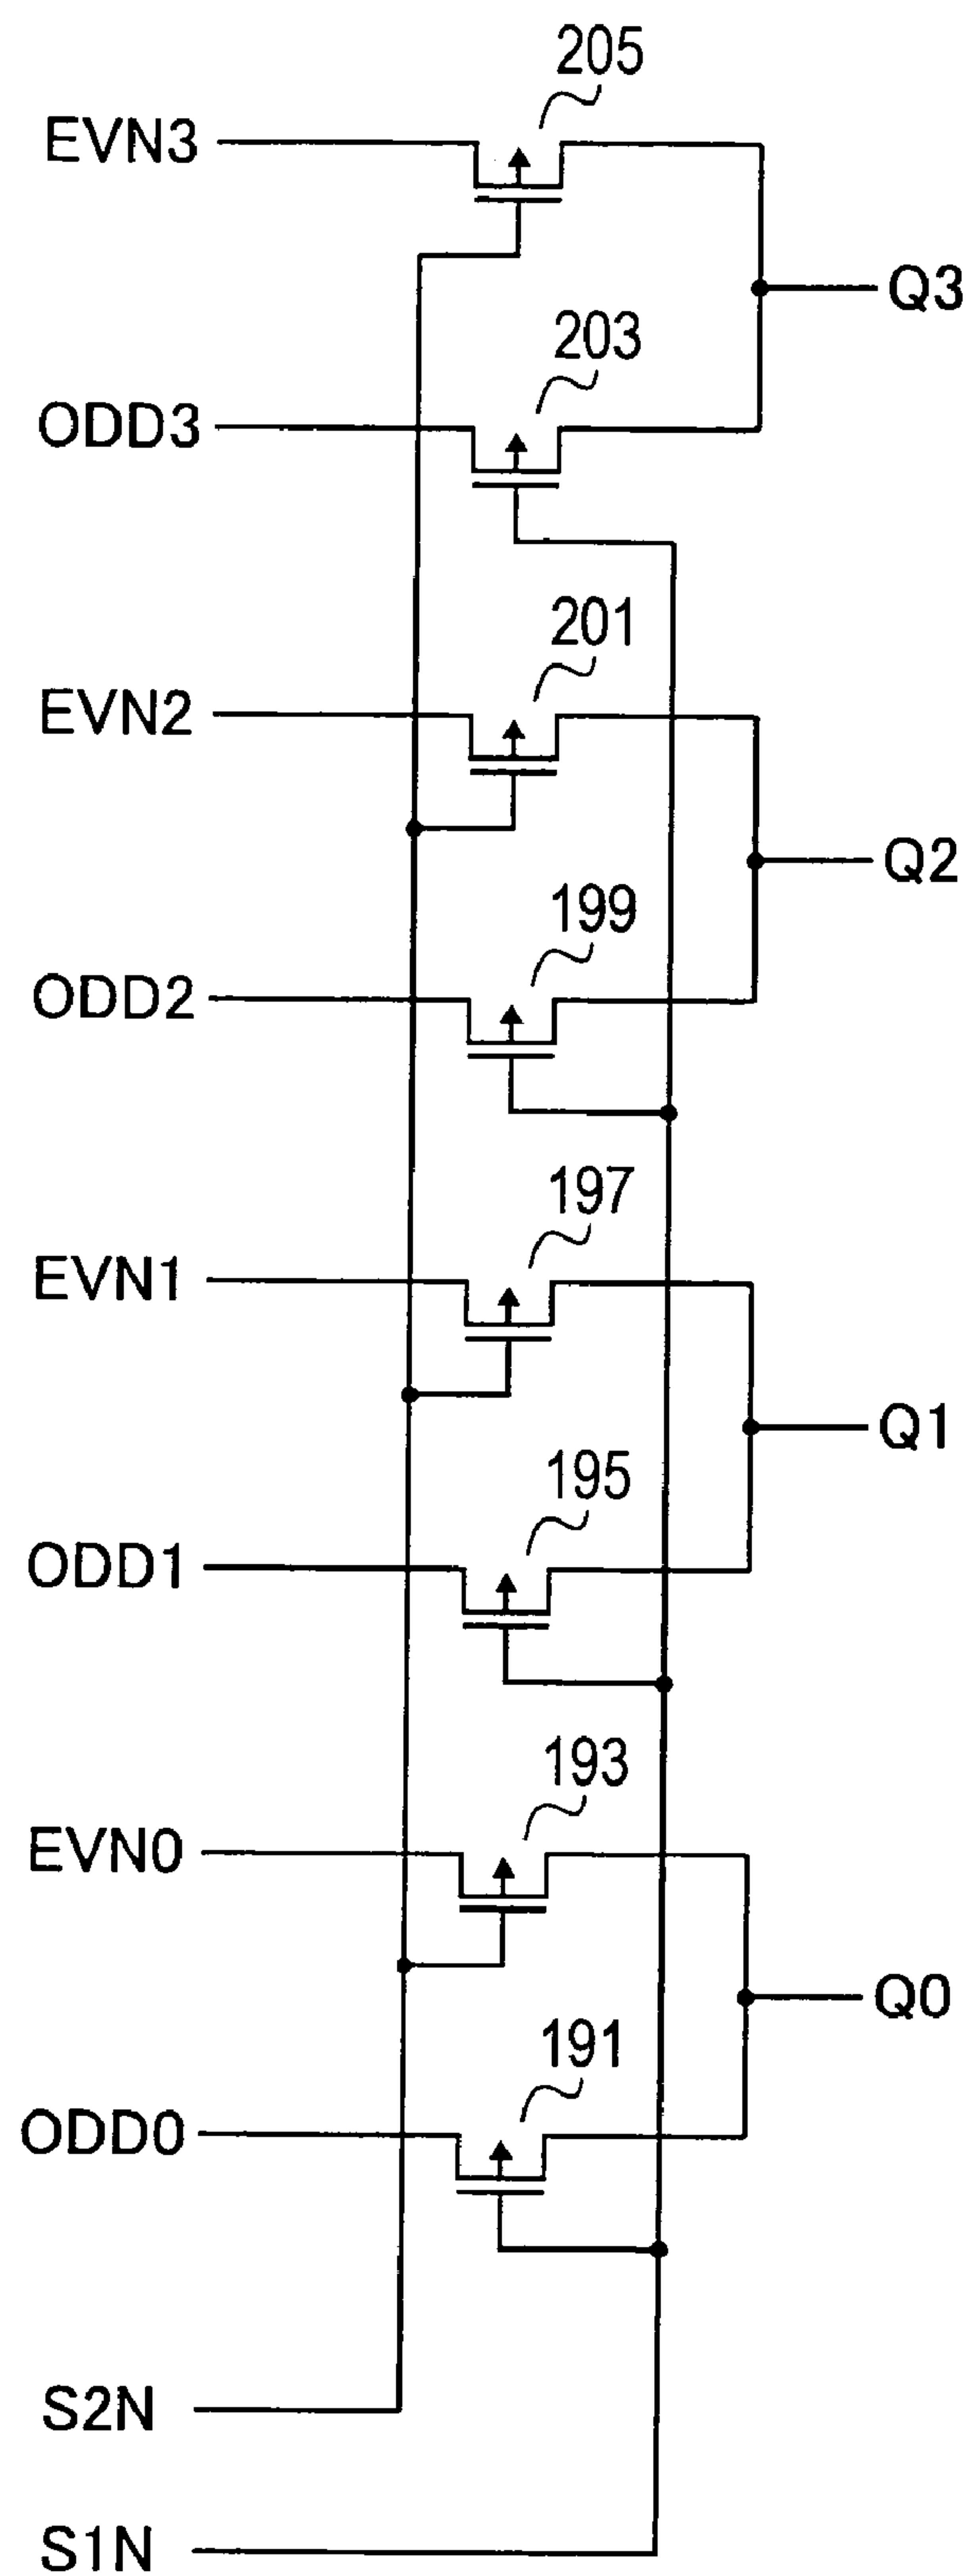 205
EVN3
Q3
203
ODD3
201
EVN2
Q2
199
ODD2
197
EVN1
Q1
195
ODD1
193
EVN0
Q0
191
ODD0
S2N
S1N